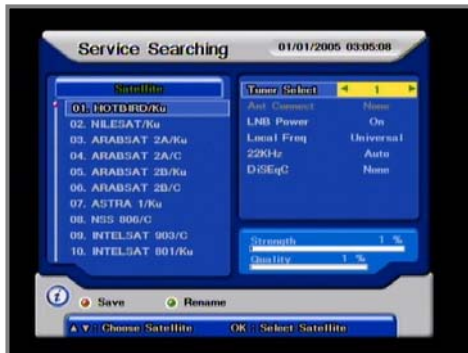 Service Searching
01/01/2005 03:05:08
Satellite
01. HOTBIRD/Ku
02. NILESAT/Ku
03. ARABSAT 2A/Ku
04. ARABSAT 2A/C
05. ARABSAT 2B/Ku
06. ARABSAT 2B/C
07. ASTRA 1/Ku
08. NSS 806/C
09. INTELSAT 903/C
10. INTELSAT 801/Ku
Tuner Select 1
Ant Connect None
LNB Power On
Local Freq Universal
22KHz Auto
DiSEqC None
Strength 1 %
Quality 1 %
Save Rename
▲ ▼ : Choose Satellite OK : Select Satellite